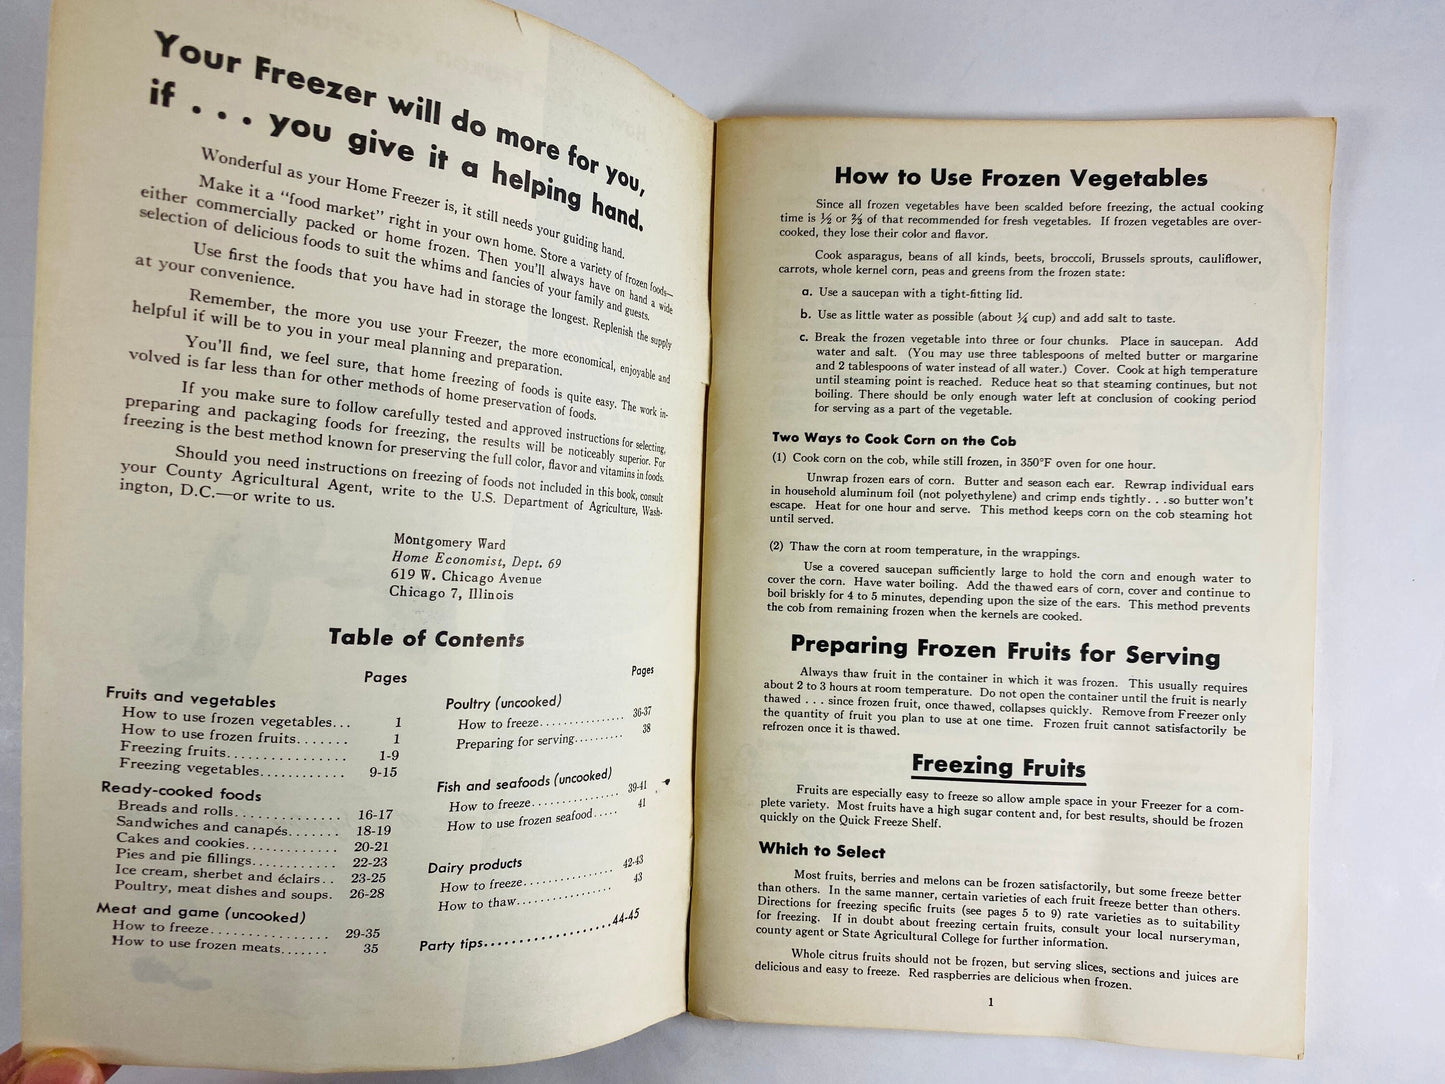 Your Freezer will do more for you,
if . . . you give it a helping hand.
Wonderful as your Home Freezer is, it still needs your guiding hand.
Make it a "food market" right in your own home. Store a variety of frozen foods—
either commercially packed or home frozen. Then you'll always have on hand a wide
selection of delicious foods to suit the whims and fancies of your family and guests.
Use first the foods that you have had in storage the longest. Replenish the supply
at your convenience.
Remember, the more you use your Freezer, the more economical, enjoyable and
helpful if will be to you in your meal planning and preparation.
You'll find, we feel sure, that home freezing of foods is quite easy. The work in-
volved is far less than for other methods of home preservation of foods.
If you make sure to follow carefully tested and approved instructions for selecting,
preparing and packaging foods for freezing, the results will be noticeably superior. For
freezing is the best method known for preserving the full color, flavor and vitamins in foods.
Should you need instructions on freezing of foods not included in this book, consult
your County Agricultural Agent, write to the U.S. Department of Agriculture, Wash-
ington, D.C.—or write to us.
Montgomery Ward
Home Economist, Dept. 69
619 W. Chicago Avenue
Chicago 7, Illinois
Table of Contents
Pages
Fruits and vegetables
How to use frozen vegetables... 1
How to use frozen fruits....... 1
Freezing fruits................ 1-9
Freezing vegetables............ 9-15
Ready-cooked foods
Breads and rolls.............. 16-17
Sandwiches and canapés....... 18-19
Cakes and cookies............ 20-21
Pies and pie fillings........... 22-23
Ice cream, sherbet and éclairs.. 23-25
Poultry, meat dishes and soups. 26-28
Meat and game (uncooked)
How to freeze................. 29-35
How to use frozen meats....... 35
Pages
Poultry (uncooked)
How to freeze............... 36-37
Preparing for serving.......... 38
Fish and seafoods (uncooked)
How to freeze............... 39-41
How to use frozen seafood..... 41
Dairy products
How to freeze................ 42-43
How to thaw................. 43
Party tips...................44-45
How to Use Frozen Vegetables
Since all frozen vegetables have been scalded before freezing, the actual cooking
time is ½ or ⅔ of that recommended for fresh vegetables. If frozen vegetables are over-
cooked, they lose their color and flavor.
Cook asparagus, beans of all kinds, beets, broccoli, Brussels sprouts, cauliflower,
carrots, whole kernel corn, peas and greens from the frozen state:
a. Use a saucepan with a tight-fitting lid.
b. Use as little water as possible (about ¼ cup) and add salt to taste.
c. Break the frozen vegetable into three or four chunks. Place in saucepan. Add
water and salt. (You may use three tablespoons of melted butter or margarine
and 2 tablespoons of water instead of all water.) Cover. Cook at high temperature
until steaming point is reached. Reduce heat so that steaming continues, but not
boiling. There should be only enough water left at conclusion of cooking period
for serving as a part of the vegetable.
Two Ways to Cook Corn on the Cob
(1) Cook corn on the cob, while still frozen, in 350°F oven for one hour.
Unwrap frozen ears of corn. Butter and season each ear. Rewrap individual ears
in household aluminum foil (not polyethylene) and crimp ends tightly. . .so butter won't
escape. Heat for one hour and serve. This method keeps corn on the cob steaming hot
until served.
(2) Thaw the corn at room temperature, in the wrappings.
Use a covered saucepan sufficiently large to hold the corn and enough water to
cover the corn. Have water boiling. Add the thawed ears of corn, cover and continue to
boil briskly for 4 to 5 minutes, depending upon the size of the ears. This method prevents
the cob from remaining frozen when the kernels are cooked.
Preparing Frozen Fruits for Serving
Always thaw fruit in the container in which it was frozen. This usually requires
about 2 to 3 hours at room temperature. Do not open the container until the fruit is nearly
thawed . . . since frozen fruit, once thawed, collapses quickly. Remove from Freezer only
the quantity of fruit you plan to use at one time. Frozen fruit cannot satisfactorily be
refrozen once it is thawed.
Freezing Fruits
Fruits are especially easy to freeze so allow ample space in your Freezer for a com-
plete variety. Most fruits have a high sugar content and, for best results, should be frozen
quickly on the Quick Freeze Shelf.
Which to Select
Most fruits, berries and melons can be frozen satisfactorily, but some freeze better
than others. In the same manner, certain varieties of each fruit freeze better than others.
Directions for freezing specific fruits (see pages 5 to 9) rate varieties as to suitability
for freezing. If in doubt about freezing certain fruits, consult your local nurseryman,
county agent or State Agricultural College for further information.
Whole citrus fruits should not be frozen, but serving slices, sections and juices are
delicious and easy to freeze. Red raspberries are delicious when frozen.
1